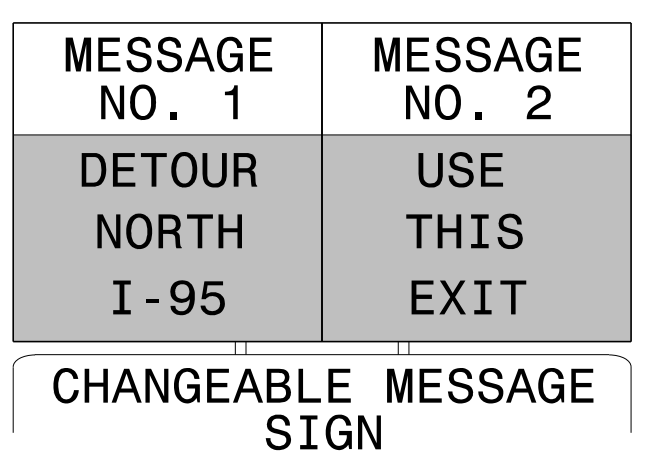 MESSAGE
NO. 1
MESSAGE
NO. 2
DETOUR
NORTH
I-95
USE
THIS
EXIT
CHANGEABLE MESSAGE
SIGN